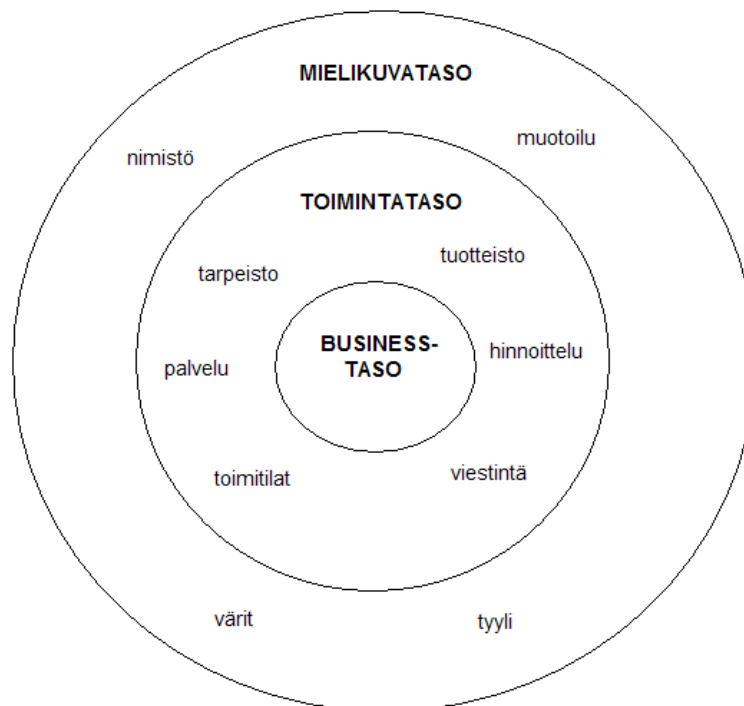 MIELIKUVATASO
muotoilu
nimistö
TOIMINTATASO
tuotteisto
tarpeisto
BUSINESS-
TASO
hinnoittelu
palvelu
viestintä
toimitilat
värit
tyyli